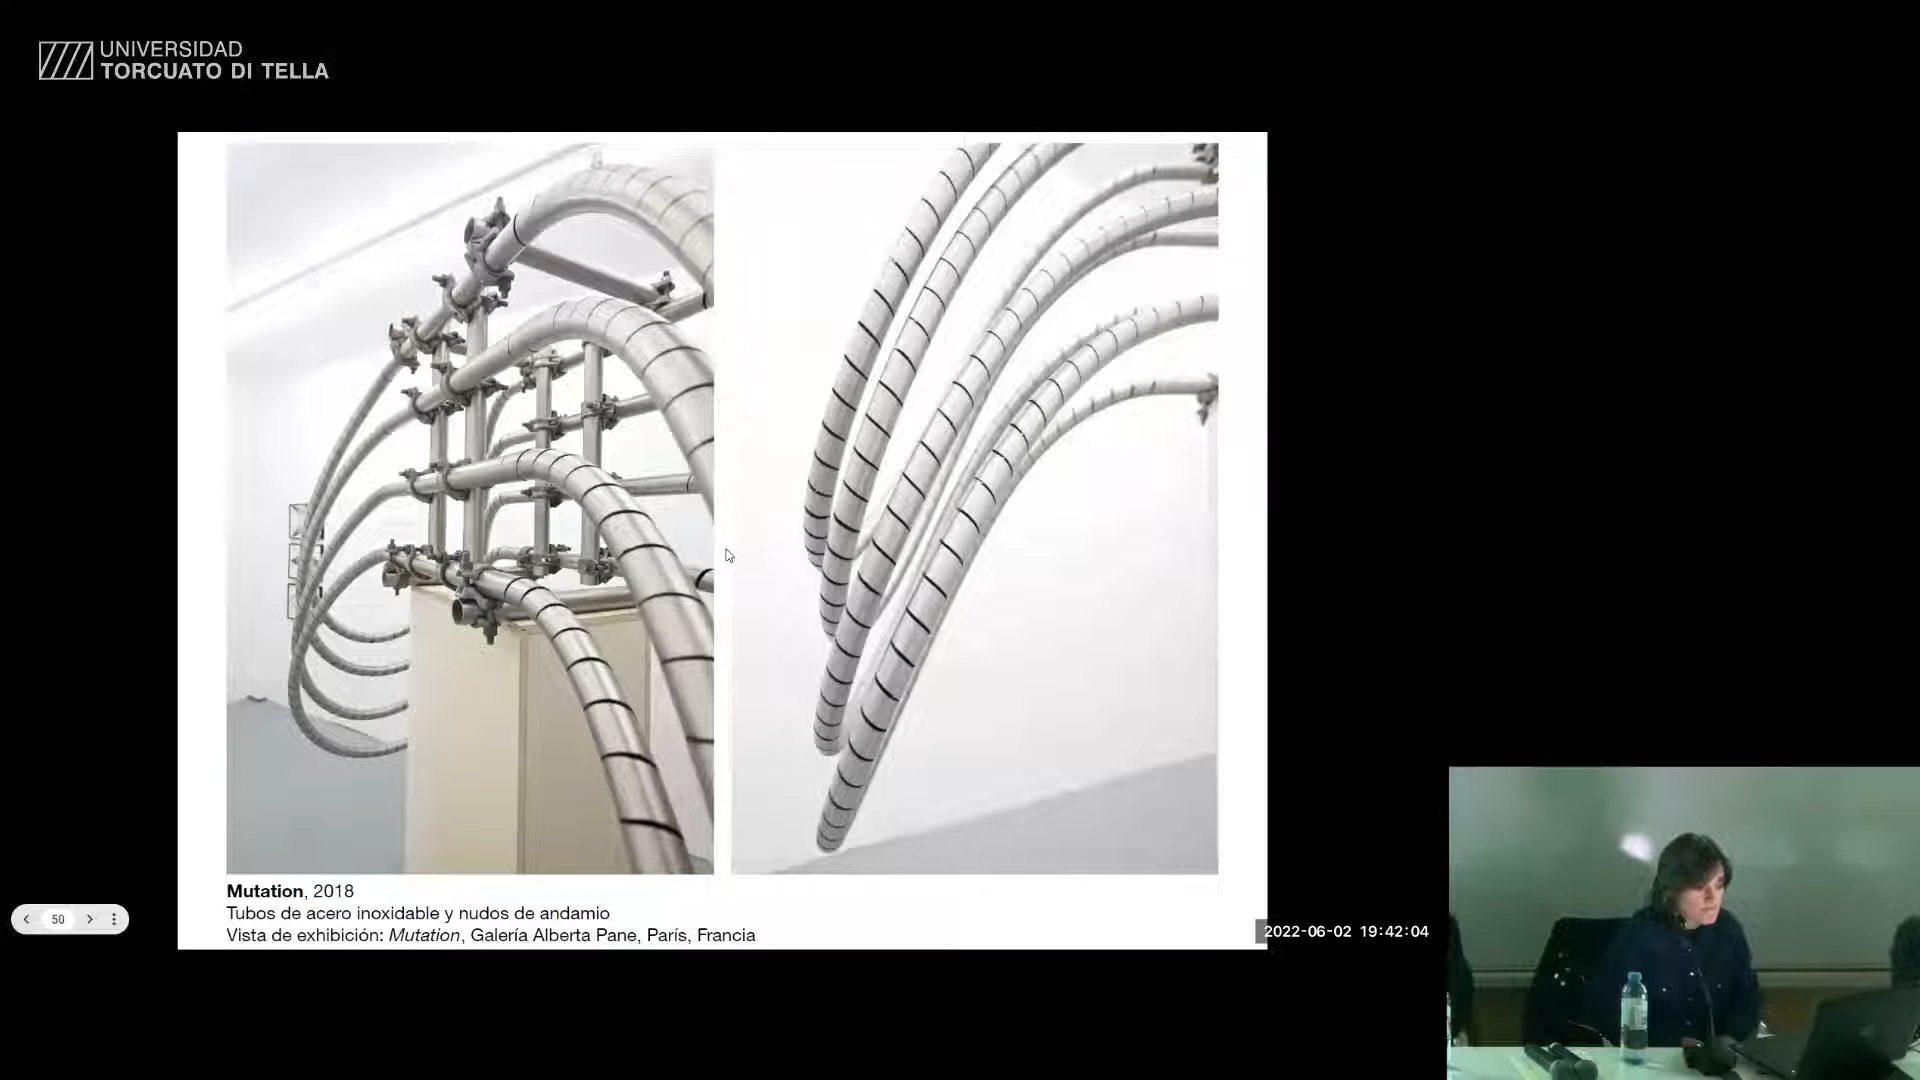 UNIVERSIDAD
TORCUATO DI TELLA
Mutation, 2018
Tubos de acero inoxidable y nudos de andamio
Vista de exhibición: Mutation, Galería Alberta Pane, París, Francia
50
2022-06-02 19:42:04